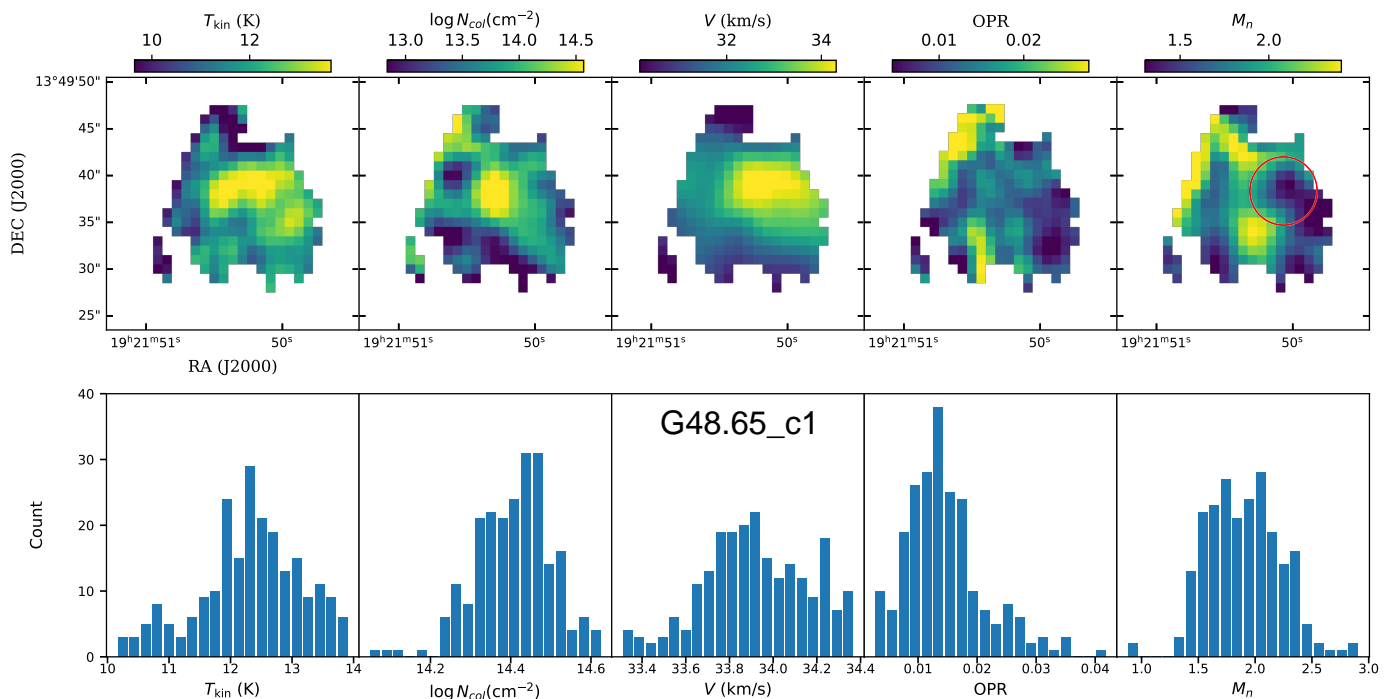 T_kin (K) log N_col(cm⁻²) V (km/s) OPR M_n
10 12 13.0 13.5 14.0 14.5 32 34 0.01 0.02 1.5 2.0
13°49'50"
45"
40"
35"
30"
25"
DEC (J2000)
19ʰ21ᵐ51ˢ 50ˢ 19ʰ21ᵐ51ˢ 50ˢ 19ʰ21ᵐ51ˢ 50ˢ 19ʰ21ᵐ51ˢ 50ˢ 19ʰ21ᵐ51ˢ 50ˢ
RA (J2000)
40
30
20
10
0
Count
G48.65_c1
10 11 12 13 14 14.2 14.4 14.6 33.4 33.6 33.8 34.0 34.2 34.4 0.01 0.02 0.03 0.04 1.0 1.5 2.0 2.5 3.0
T_kin (K) log N_col(cm⁻²) V (km/s) OPR M_n